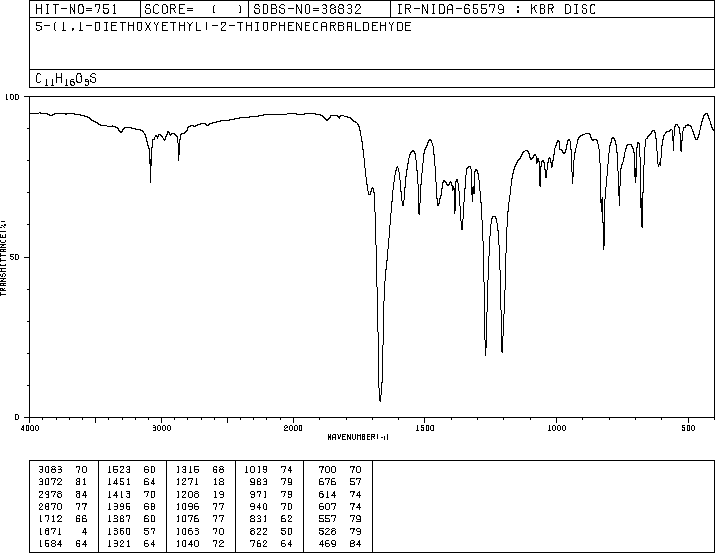 HIT-NO=751 SCORE= ( ) SDBS-NO=38832 IR-NIDA-65579 : KBR DISC
5-(1,1-DIETHOXYETHYL)-2-THIOPHENECARBALDEHYDE
C11H16O3S
100
50
0
TRANSMITTANCE(%)
4000 3000 2000 1500 1000 500
WAVENUMBER(-1)
3083 70 1523 60 1316 68 1019 74 700 70
3072 81 1451 64 1271 18 983 79 676 57
2978 84 1413 70 1208 19 971 79 614 74
2870 77 1396 68 1096 77 940 70 607 74
1712 66 1387 60 1076 77 831 62 557 79
1671 4 1360 57 1063 70 822 50 528 79
1584 64 1321 64 1040 72 762 64 469 84